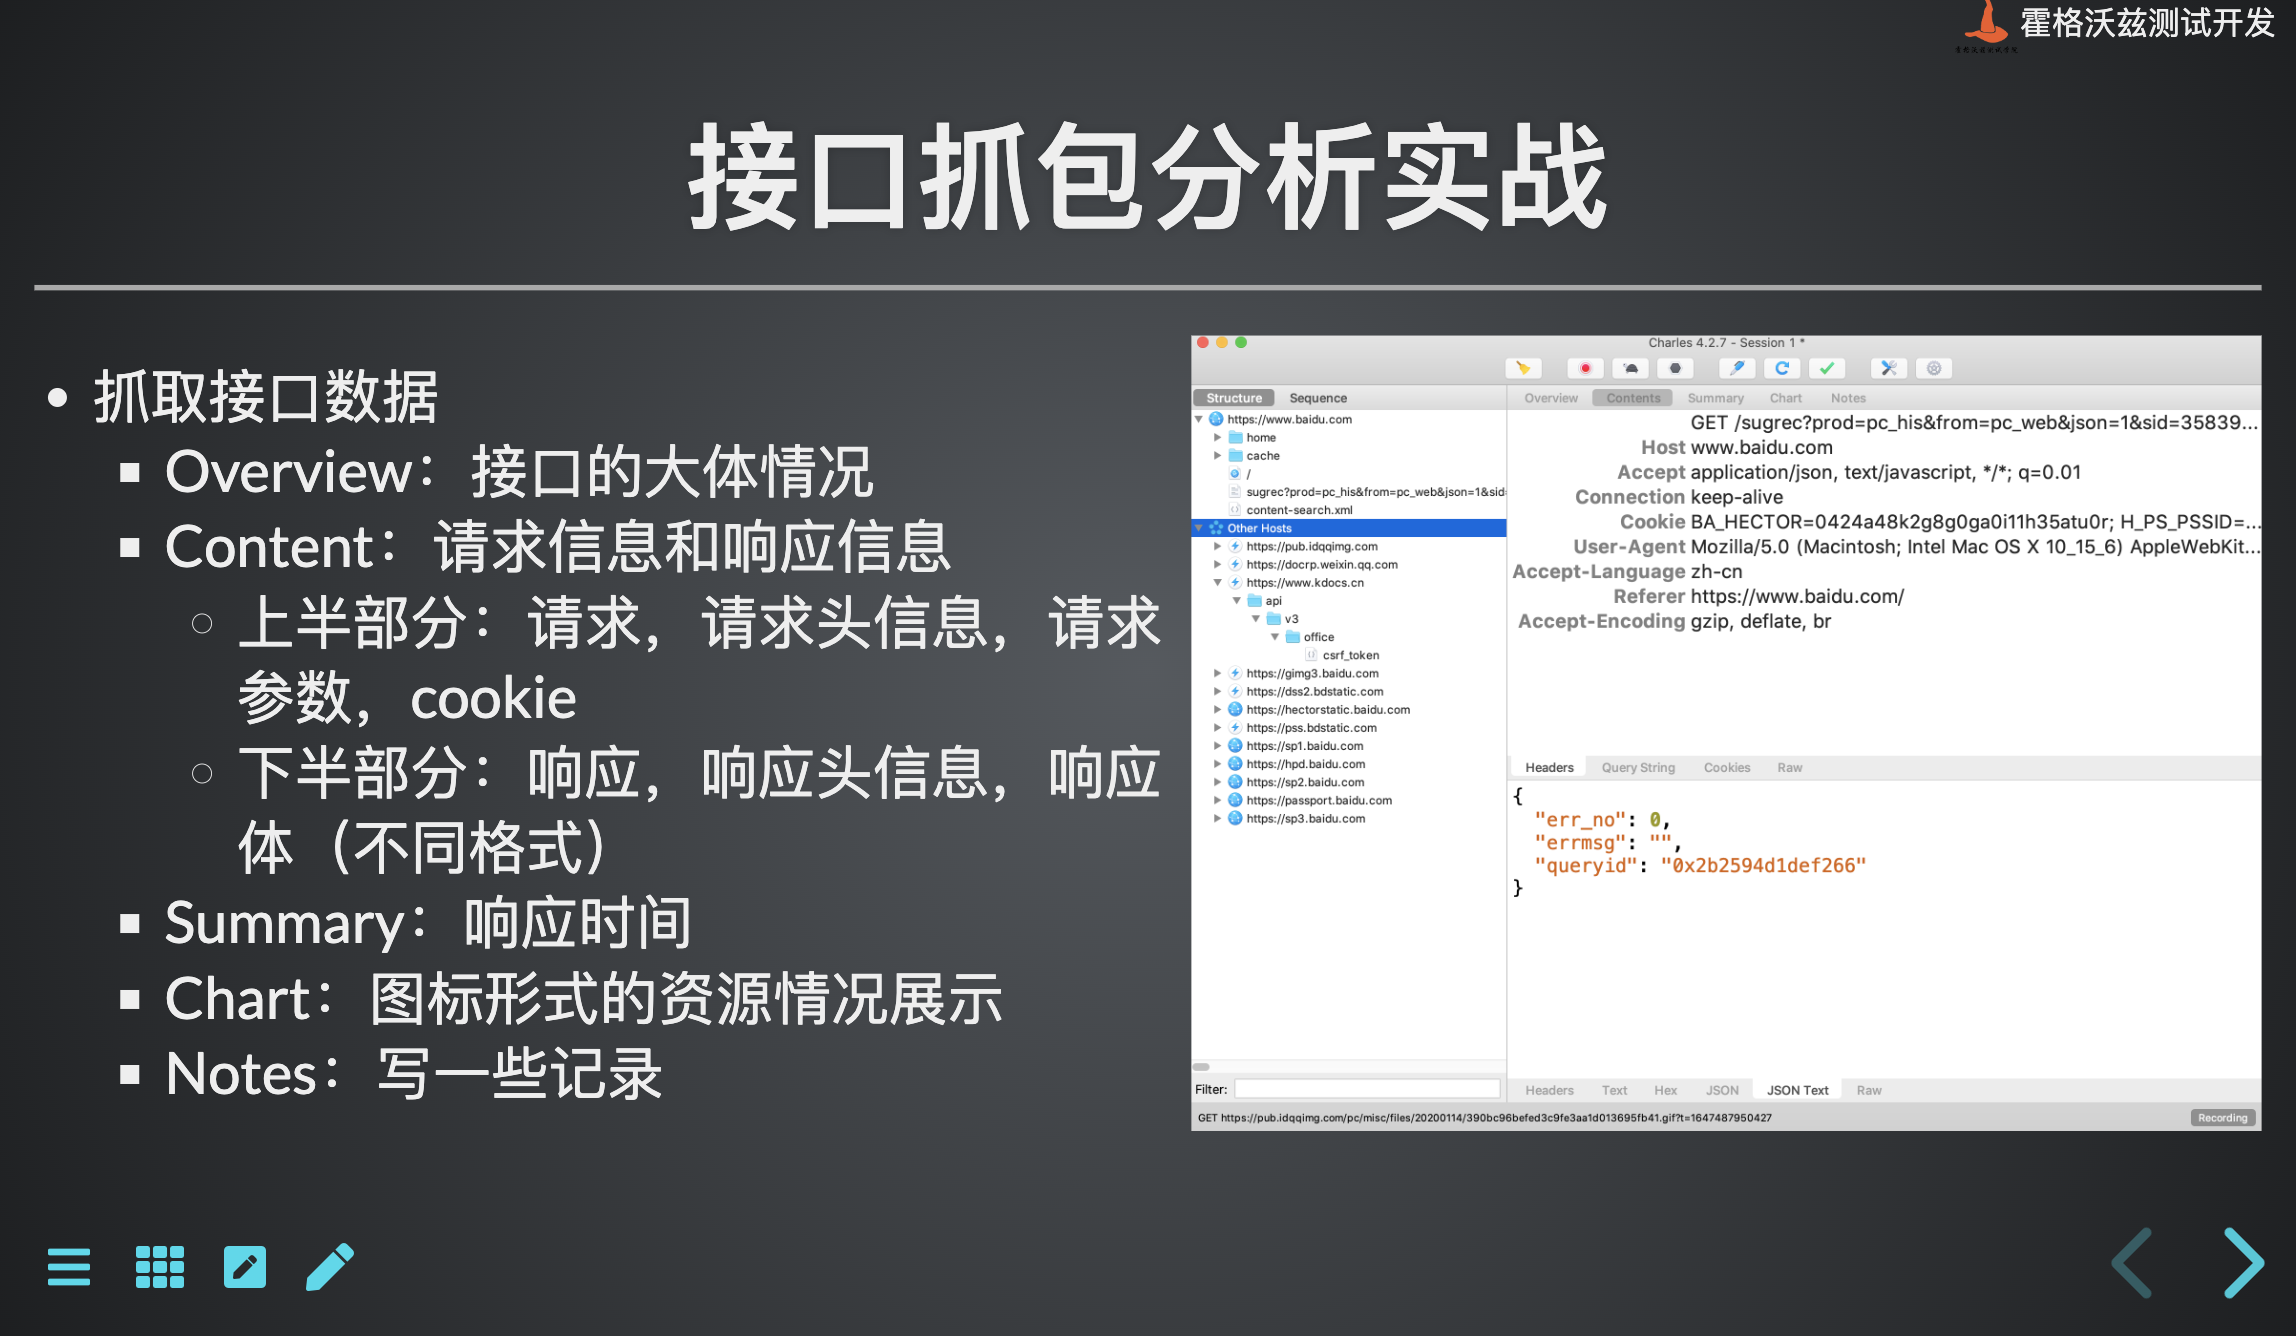 霍格沃兹测试开发
霍格沃兹测试学院
接口抓包分析实战
抓取接口数据
Overview：接口的大体情况
Content：请求信息和响应信息
上半部分：请求，请求头信息，请求
参数，cookie
下半部分：响应，响应头信息，响应
体（不同格式）
Summary：响应时间
Chart：图标形式的资源情况展示
Notes：写一些记录
Charles 4.2.7 - Session 1 *
Structure Sequence
https://www.baidu.com
home
cache
/
sugrec?prod=pc_his&from=pc_web&json=1&sid=
content-search.xml
Other Hosts
https://pub.idqqimg.com
https://docrp.weixin.qq.com
https://www.kdocs.cn
api
v3
office
csrf_token
https://gimg3.baidu.com
https://dss2.bdstatic.com
https://hectorstatic.baidu.com
https://pss.bdstatic.com
https://sp1.baidu.com
https://hpd.baidu.com
https://sp2.baidu.com
https://passport.baidu.com
https://sp3.baidu.com
Filter:
Overview Contents Summary Chart Notes
GET /sugrec?prod=pc_his&from=pc_web&json=1&sid=35839...
Host www.baidu.com
Accept application/json, text/javascript, */*; q=0.01
Connection keep-alive
Cookie BA_HECTOR=0424a48k2g8g0ga0i11h35atu0r; H_PS_PSSID=...
User-Agent Mozilla/5.0 (Macintosh; Intel Mac OS X 10_15_6) AppleWebKit...
Accept-Language zh-cn
Referer https://www.baidu.com/
Accept-Encoding gzip, deflate, br
Headers Query String Cookies Raw
{
"err_no": 0,
"errmsg": "",
"queryid": "0x2b2594d1def266"
}
Headers Text Hex JSON JSON Text Raw
GET https://pub.idqqimg.com/pc/misc/files/20200114/390bc96befed3c9fe3aa1d013695fb41.gif?t=1647487950427
Recording